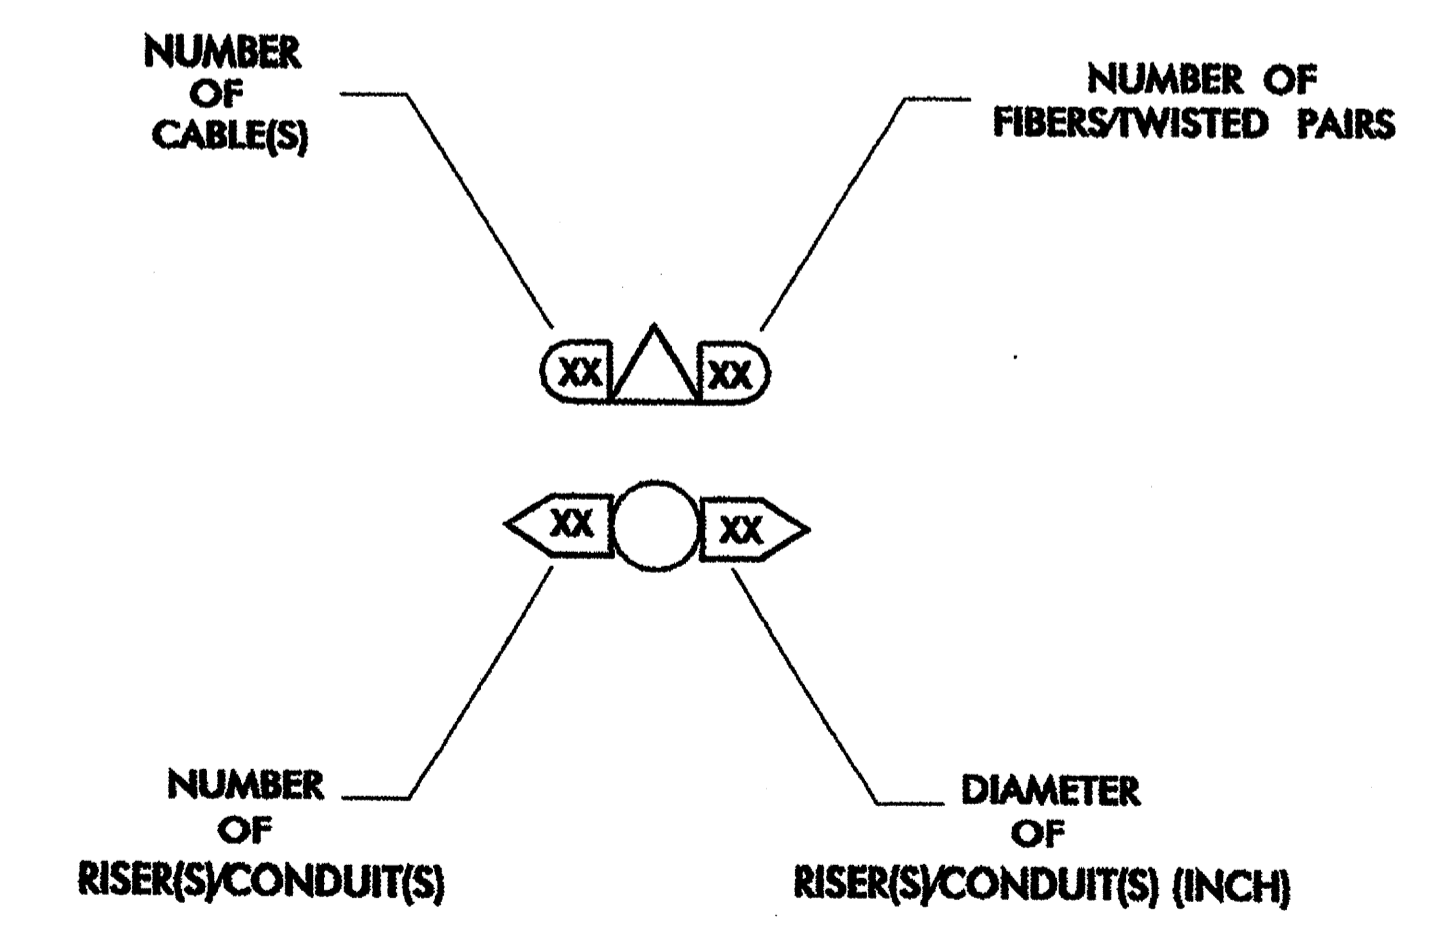 NUMBER
OF
CABLE(S)
NUMBER OF
FIBERS/TWISTED PAIRS
XX
XX
XX
XX
NUMBER
OF
RISER(S)/CONDUIT(S)
DIAMETER
OF
RISER(S)/CONDUIT(S) (INCH)